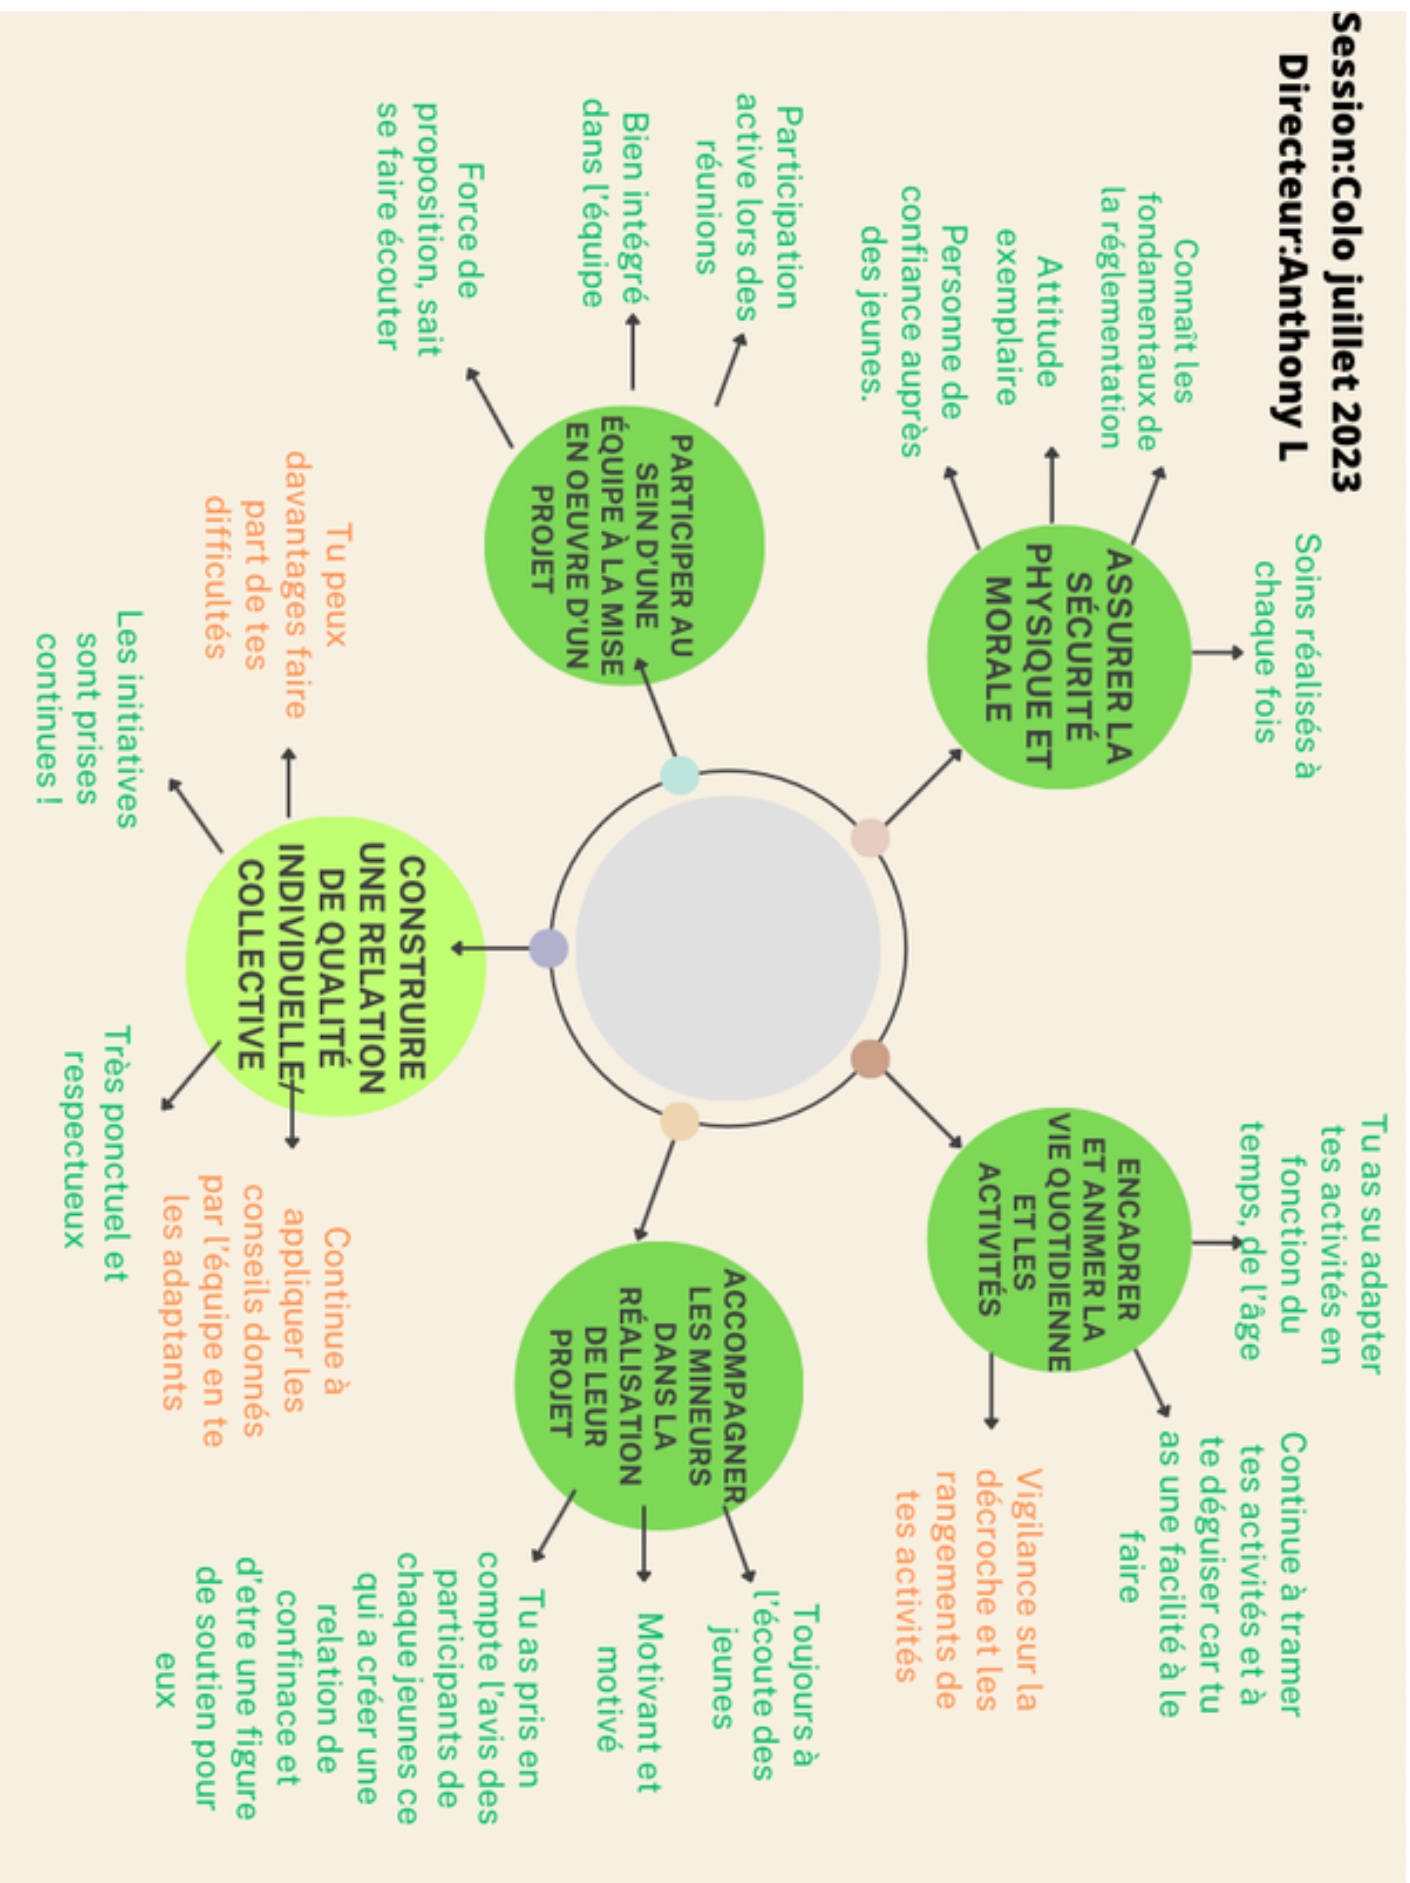 Session:Colo juillet 2023
Directeur:Anthony L
Soins réalisés à
chaque fois
Connaît les
fondamentaux de
la réglementation
Attitude
exemplaire
Personne de
confiance auprès
des jeunes.
ASSURER LA
SÉCURITÉ
PHYSIQUE ET
MORALE
Tu as su adapter
tes activités en
fonction du
temps, de l'âge
ENCADRER
ET ANIMER LA
VIE QUOTIDIENNE
ET LES
ACTIVITÉS
Continue à tramer
tes activités et à
te déguiser car tu
as une facilité à le
faire
Vigilance sur la
décroche et les
rangements de
tes activités
Participation
active lors des
réunions
Bien intégré
dans l'équipe
Force de
proposition, sait
se faire écouter
PARTICIPER AU
SEIN D'UNE
ÉQUIPE À LA MISE
EN OEUVRE D'UN
PROJET
ACCOMPAGNER
LES MINEURS
DANS LA
RÉALISATION
DE LEUR
PROJET
Toujours à
l'écoute des
jeunes
Motivant et
motivé
Tu as pris en
compte l'avis des
participants de
chaque jeunes ce
qui a créer une
relation de
confinace et
d'etre une figure
de soutien pour
eux
Tu peux
davantages faire
part de tes
difficultés
Les initiatives
sont prises
continues !
CONSTRUIRE
UNE RELATION
DE QUALITÉ
INDIVIDUELLE/
COLLECTIVE
Continue à
appliquer les
conseils donnés
par l'équipe en te
les adaptants
Très ponctuel et
respectueux